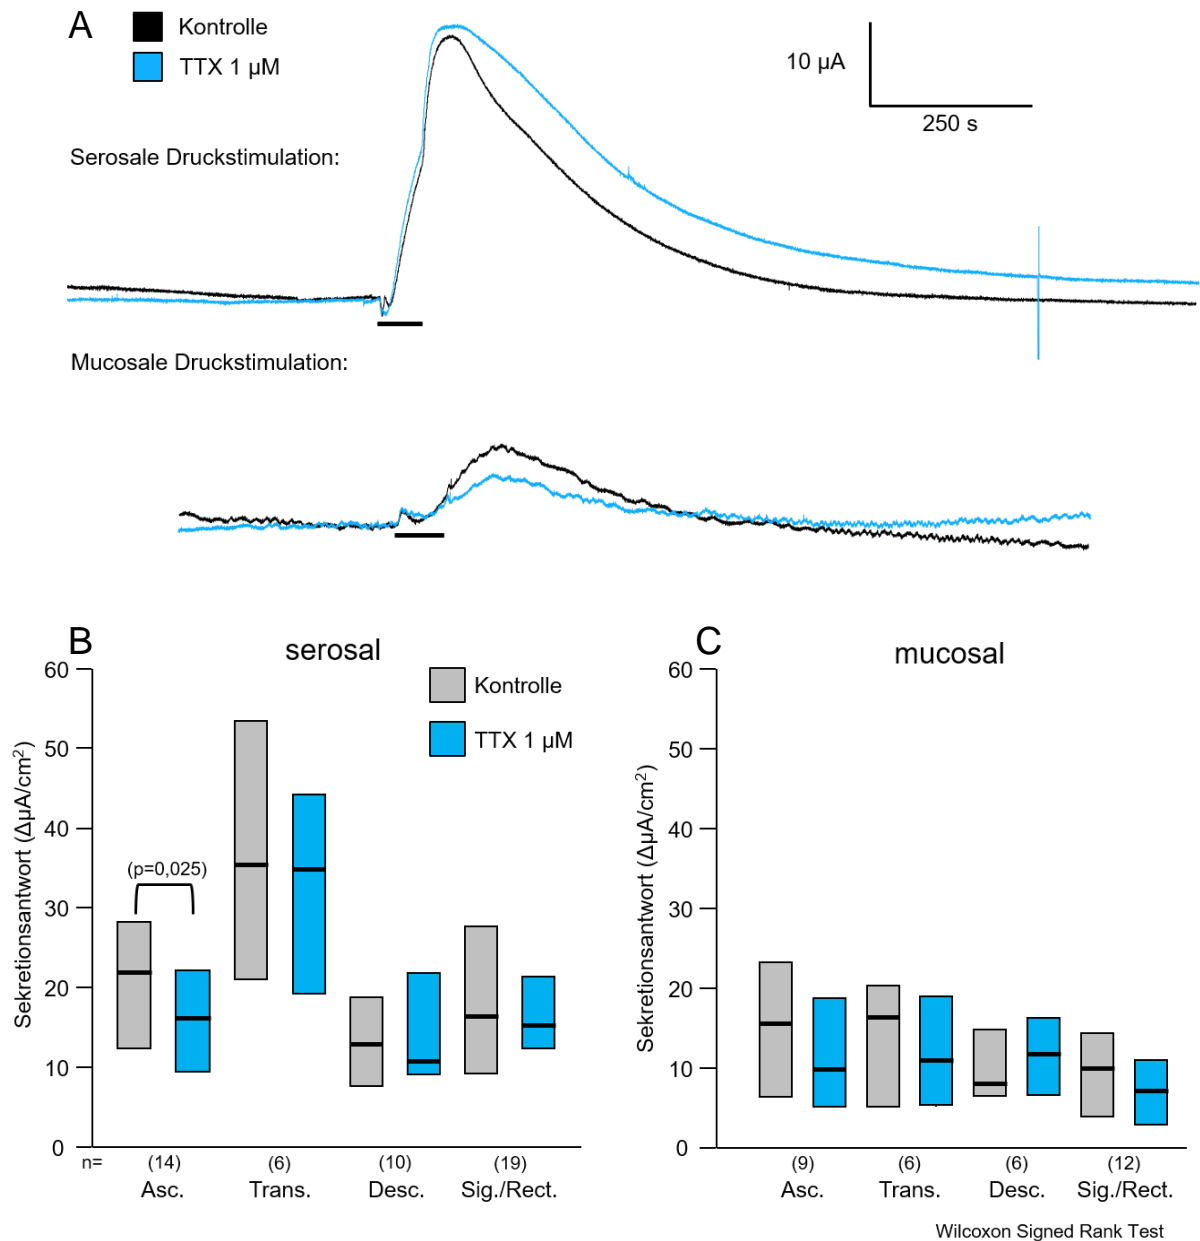 A
Kontrolle
TTX 1 µM
10 µA
250 s
Serosale Druckstimulation:
Mucosale Druckstimulation:
B
serosal
Kontrolle
TTX 1 µM
Sekretionsantwort (ΔµA/cm²)
60
50
40
30
20
10
0
(p=0,025)
n= (14) (6) (10) (19)
Asc. Trans. Desc. Sig./Rect.
C
mucosal
Sekretionsantwort (ΔµA/cm²)
60
50
40
30
20
10
0
(9) (6) (6) (12)
Asc. Trans. Desc. Sig./Rect.
Wilcoxon Signed Rank Test